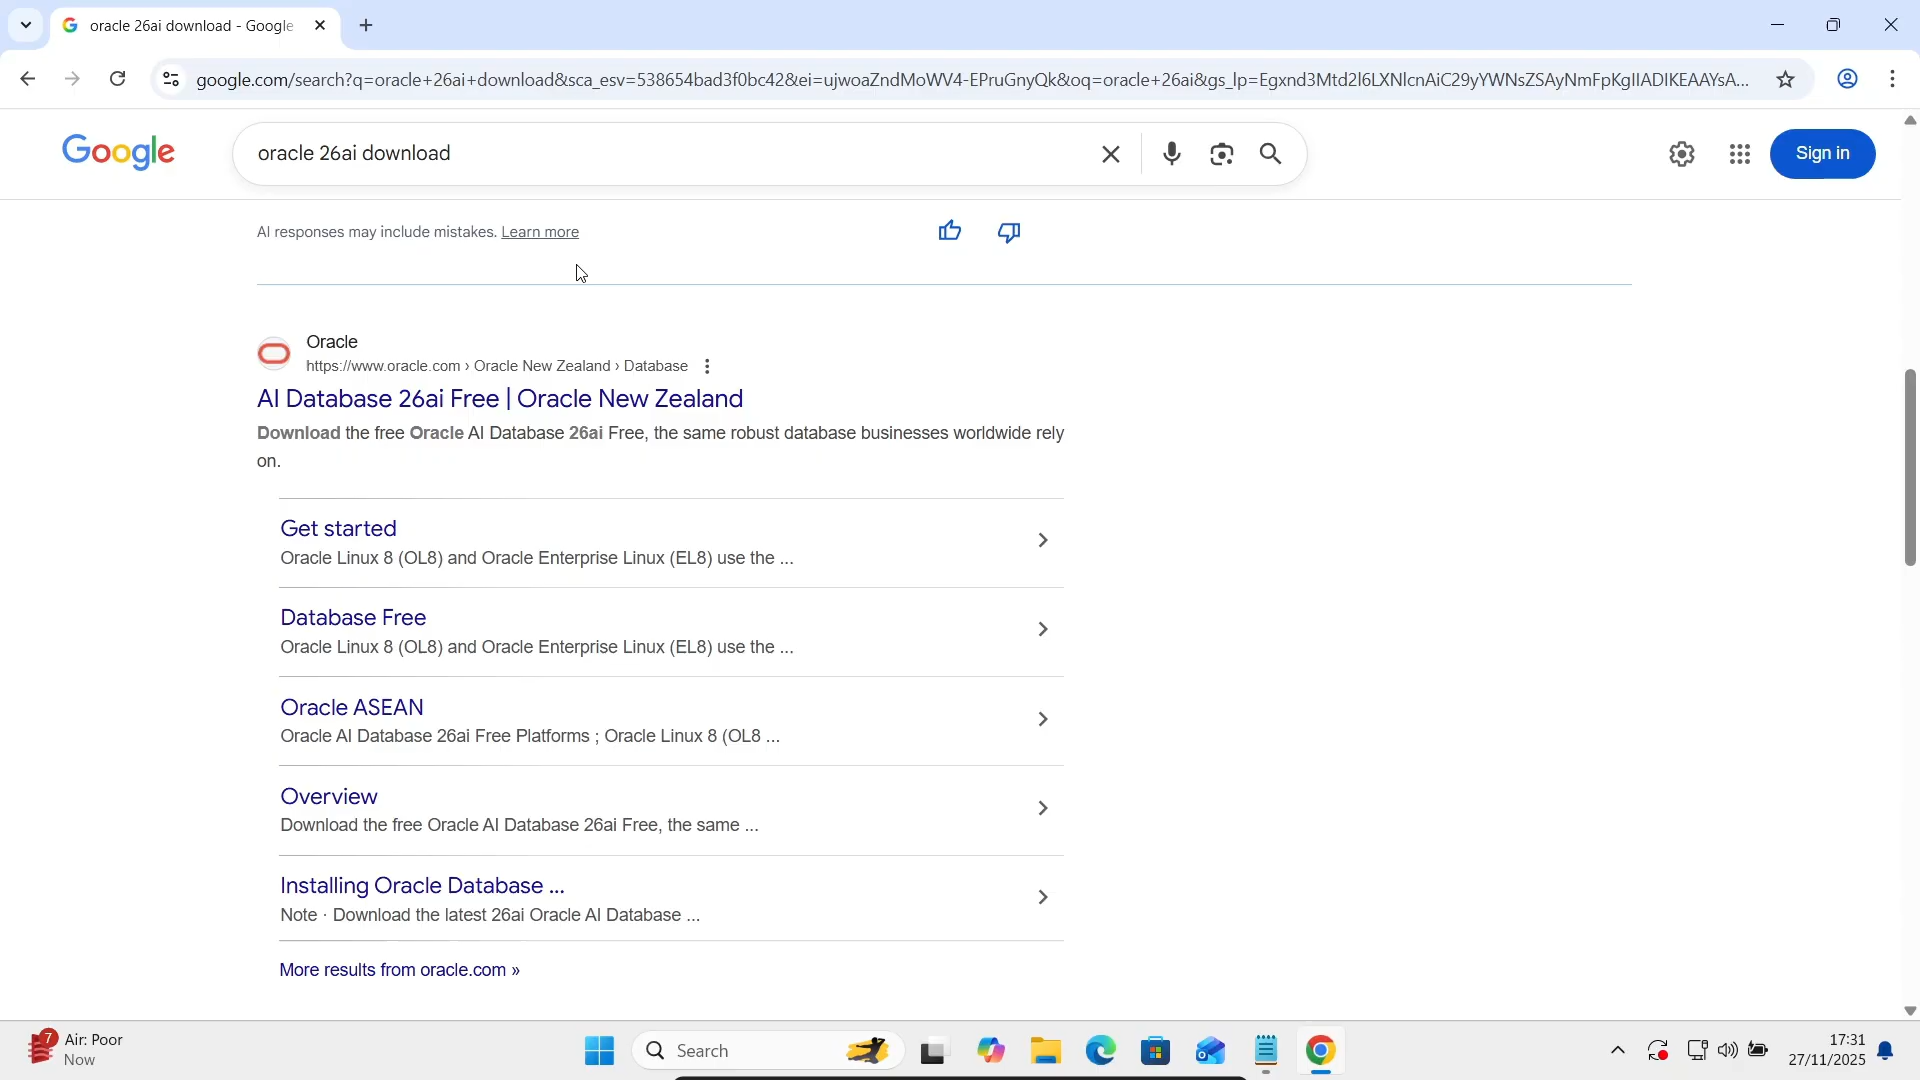 oracle 26ai download - Google
google.com/search?q=oracle+26ai+download&sca_esv=538654bad3f0bc42&ei=ujwoaZndMoWV4-EPruGnyQk&oq=oracle+26ai&gs_lp=Egxnd3Mtd2l6LXNlcnAiC29yYWNsZSAyNmFpKgIIADIKEAAYsA...
Google
oracle 26ai download
Sign in
AI responses may include mistakes. Learn more
Oracle
https://www.oracle.com › Oracle New Zealand › Database
AI Database 26ai Free | Oracle New Zealand
Download the free Oracle AI Database 26ai Free, the same robust database businesses worldwide rely
on.
Get started
Oracle Linux 8 (OL8) and Oracle Enterprise Linux (EL8) use the ...
Database Free
Oracle Linux 8 (OL8) and Oracle Enterprise Linux (EL8) use the ...
Oracle ASEAN
Oracle AI Database 26ai Free Platforms ; Oracle Linux 8 (OL8 ...
Overview
Download the free Oracle AI Database 26ai Free, the same ...
Installing Oracle Database ...
Note · Download the latest 26ai Oracle AI Database ...
More results from oracle.com »
7
Air: Poor
Now
Search
17:31
27/11/2025